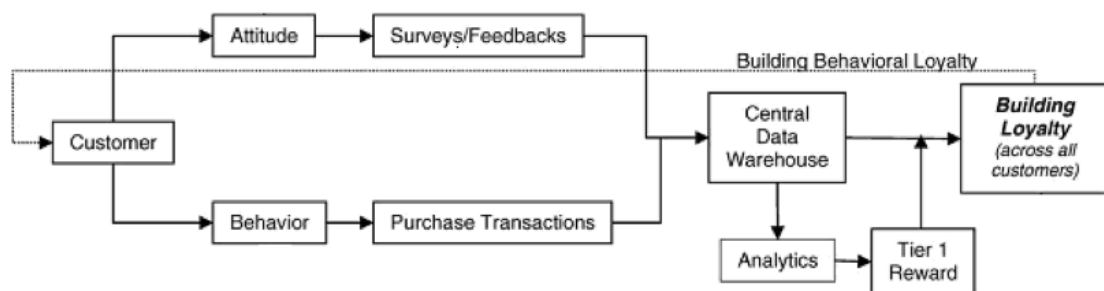 Attitude
Surveys/Feedbacks
Building Behavioral Loyalty
Customer
Central
Data
Warehouse
Building
Loyalty
(across all
customers)
Behavior
Purchase Transactions
Analytics
Tier 1
Reward